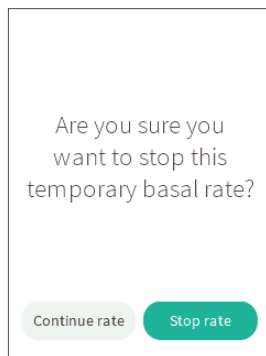 Are you sure you
want to stop this
temporary basal rate?
Continue rate
Stop rate